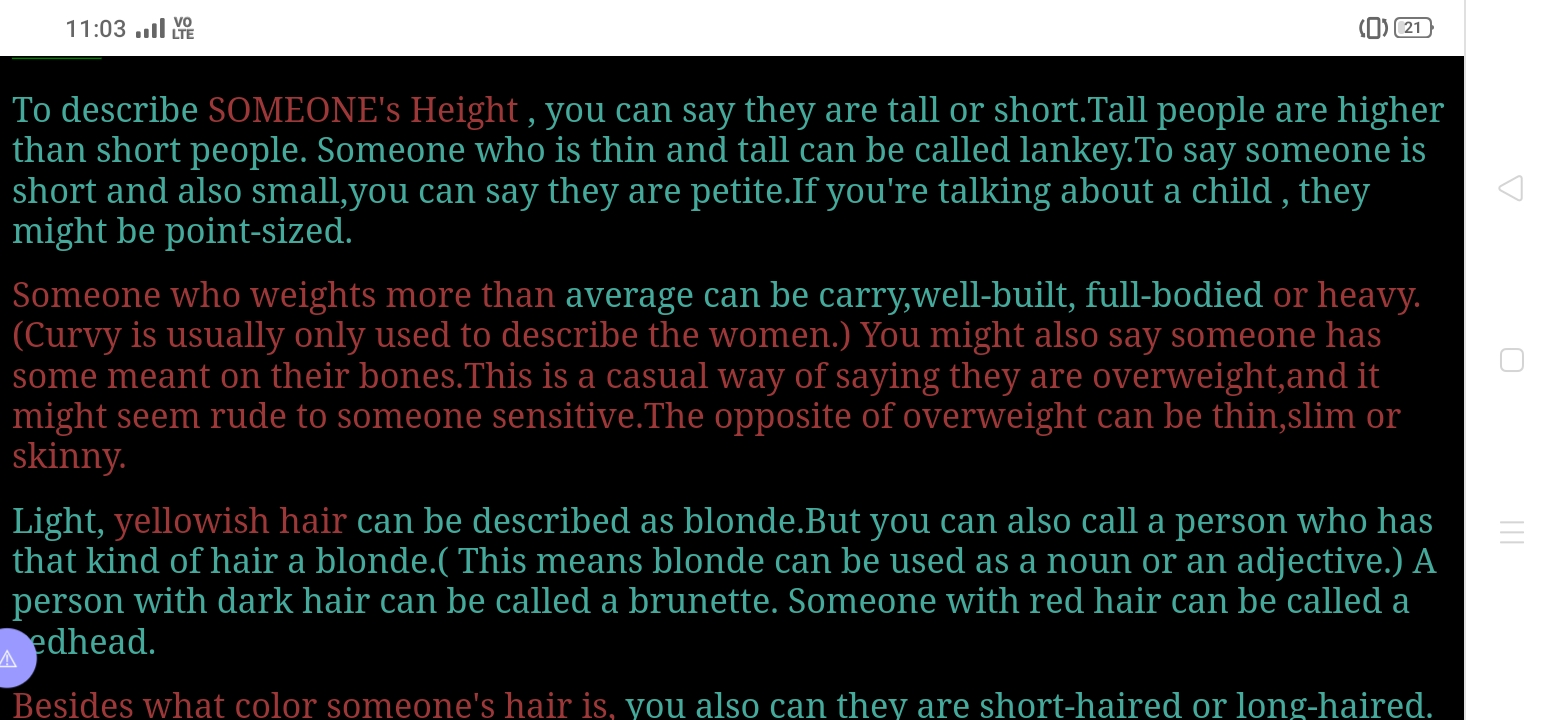 11:03 VO LTE 21
To describe SOMEONE's Height , you can say they are tall or short.Tall people are higher
than short people. Someone who is thin and tall can be called lankey.To say someone is
short and also small,you can say they are petite.If you're talking about a child , they
might be point-sized.
Someone who weights more than average can be carry,well-built, full-bodied or heavy.
(Curvy is usually only used to describe the women.) You might also say someone has
some meant on their bones.This is a casual way of saying they are overweight,and it
might seem rude to someone sensitive.The opposite of overweight can be thin,slim or
skinny.
Light, yellowish hair can be described as blonde.But you can also call a person who has
that kind of hair a blonde.( This means blonde can be used as a noun or an adjective.) A
person with dark hair can be called a brunette. Someone with red hair can be called a
edhead.
Besides what color someone's hair is, you also can they are short-haired or long-haired.